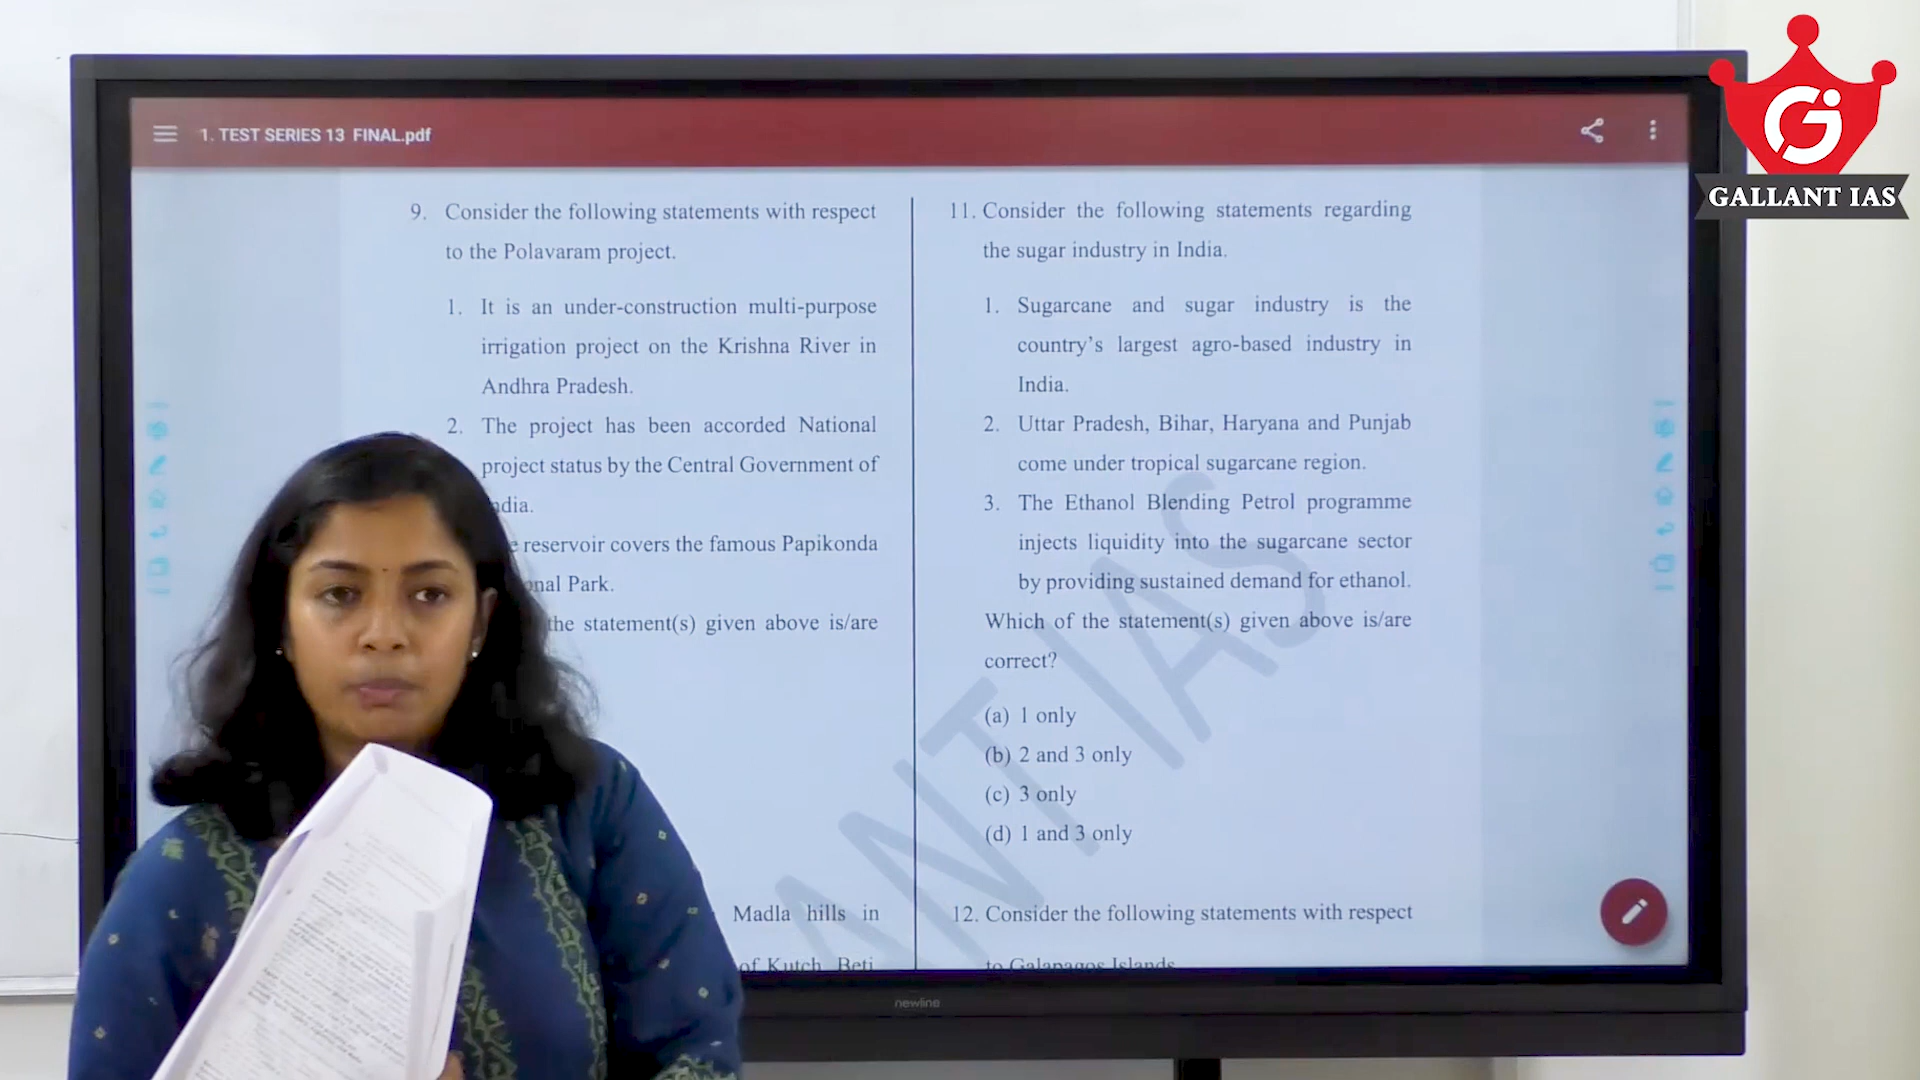 1. TEST SERIES 13 FINAL.pdf
GALLANT IAS
9. Consider the following statements with respect
to the Polavaram project.
1. It is an under-construction multi-purpose
irrigation project on the Krishna River in
Andhra Pradesh.
2. The project has been accorded National
project status by the Central Government of
dia.
reservoir covers the famous Papikonda
nal Park.
the statement(s) given above is/are
Madla hills in
of Kutch, Beti
11. Consider the following statements regarding
the sugar industry in India.
1. Sugarcane and sugar industry is the
country's largest agro-based industry in
India.
2. Uttar Pradesh, Bihar, Haryana and Punjab
come under tropical sugarcane region.
3. The Ethanol Blending Petrol programme
injects liquidity into the sugarcane sector
by providing sustained demand for ethanol.
Which of the statement(s) given above is/are
correct?
(a) 1 only
(b) 2 and 3 only
(c) 3 only
(d) 1 and 3 only
12. Consider the following statements with respect
to Galapagos Islands
ANT IAS
newline